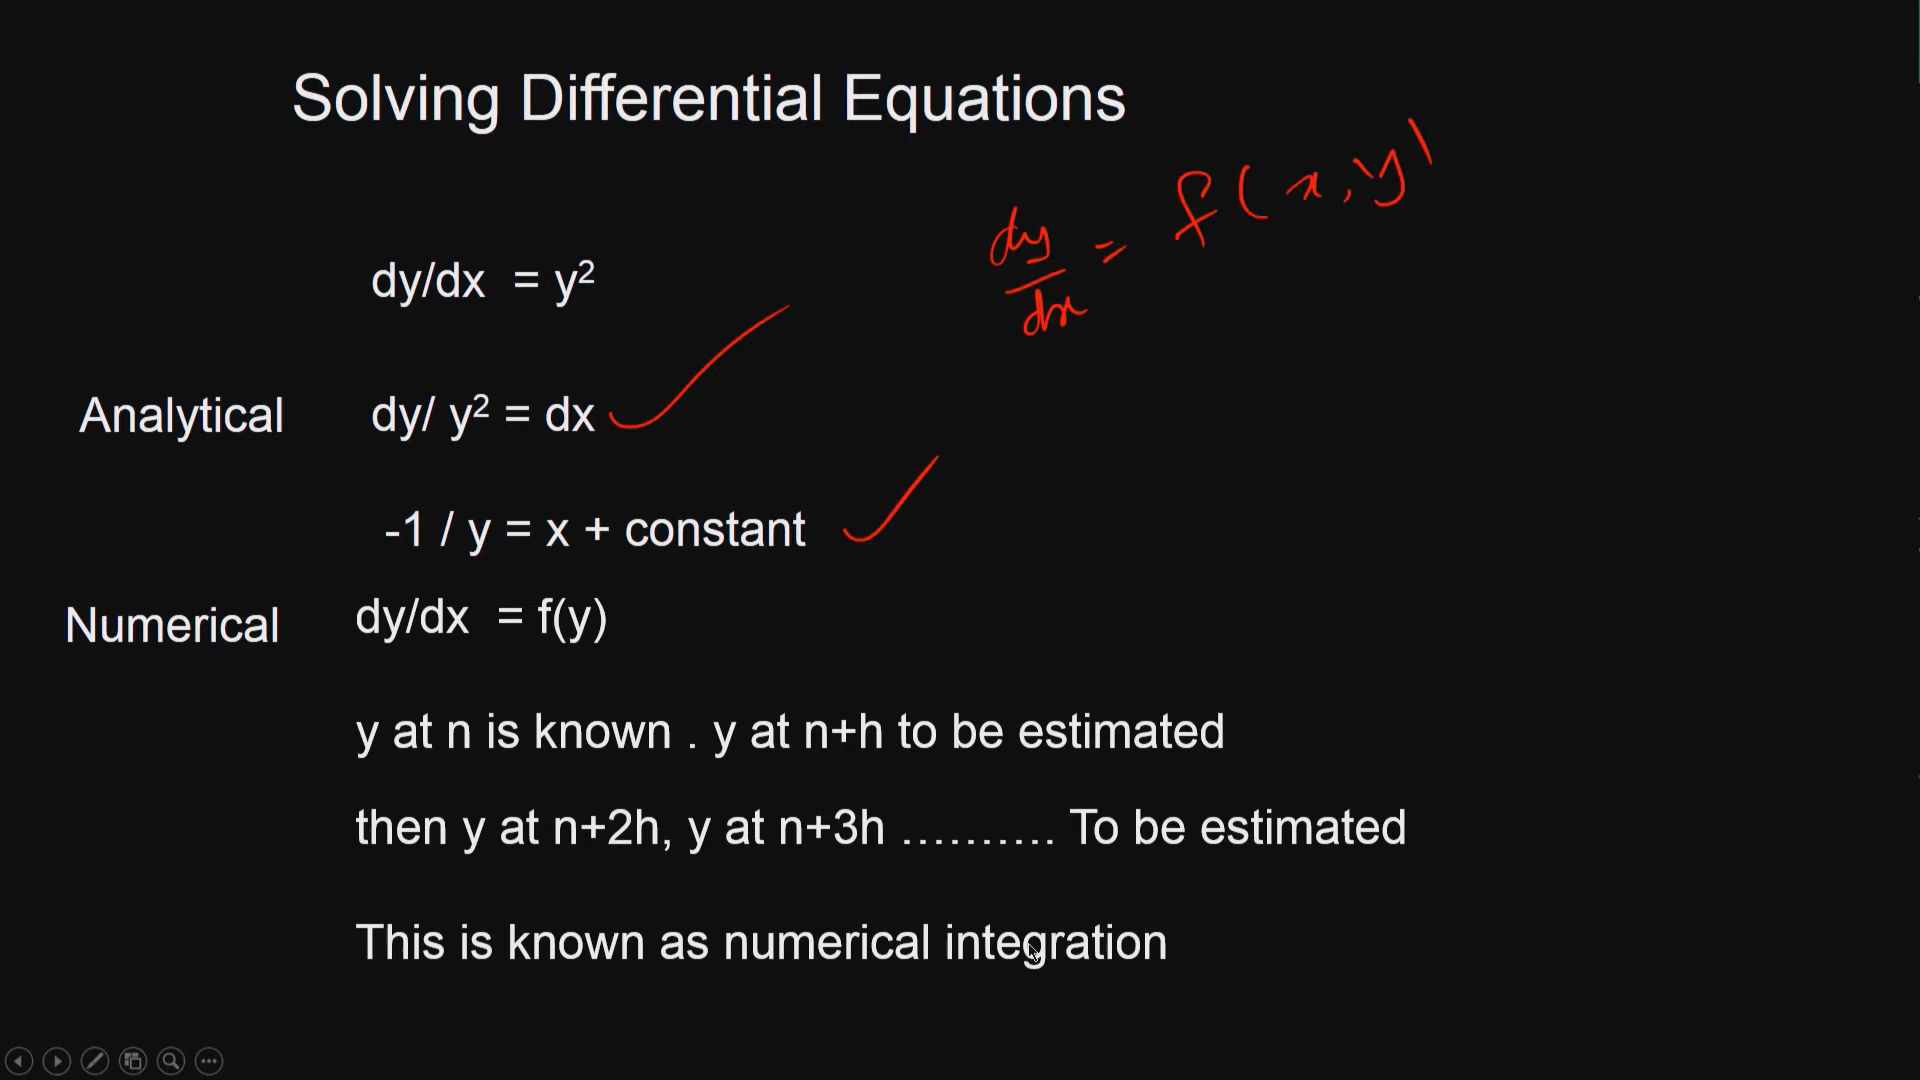 Solving Differential Equations
dy/dx = f(x,y)
dy/dx = y²
Analytical dy/ y² = dx
-1 / y = x + constant
Numerical dy/dx = f(y)
y at n is known . y at n+h to be estimated
then y at n+2h, y at n+3h .......... To be estimated
This is known as numerical integration